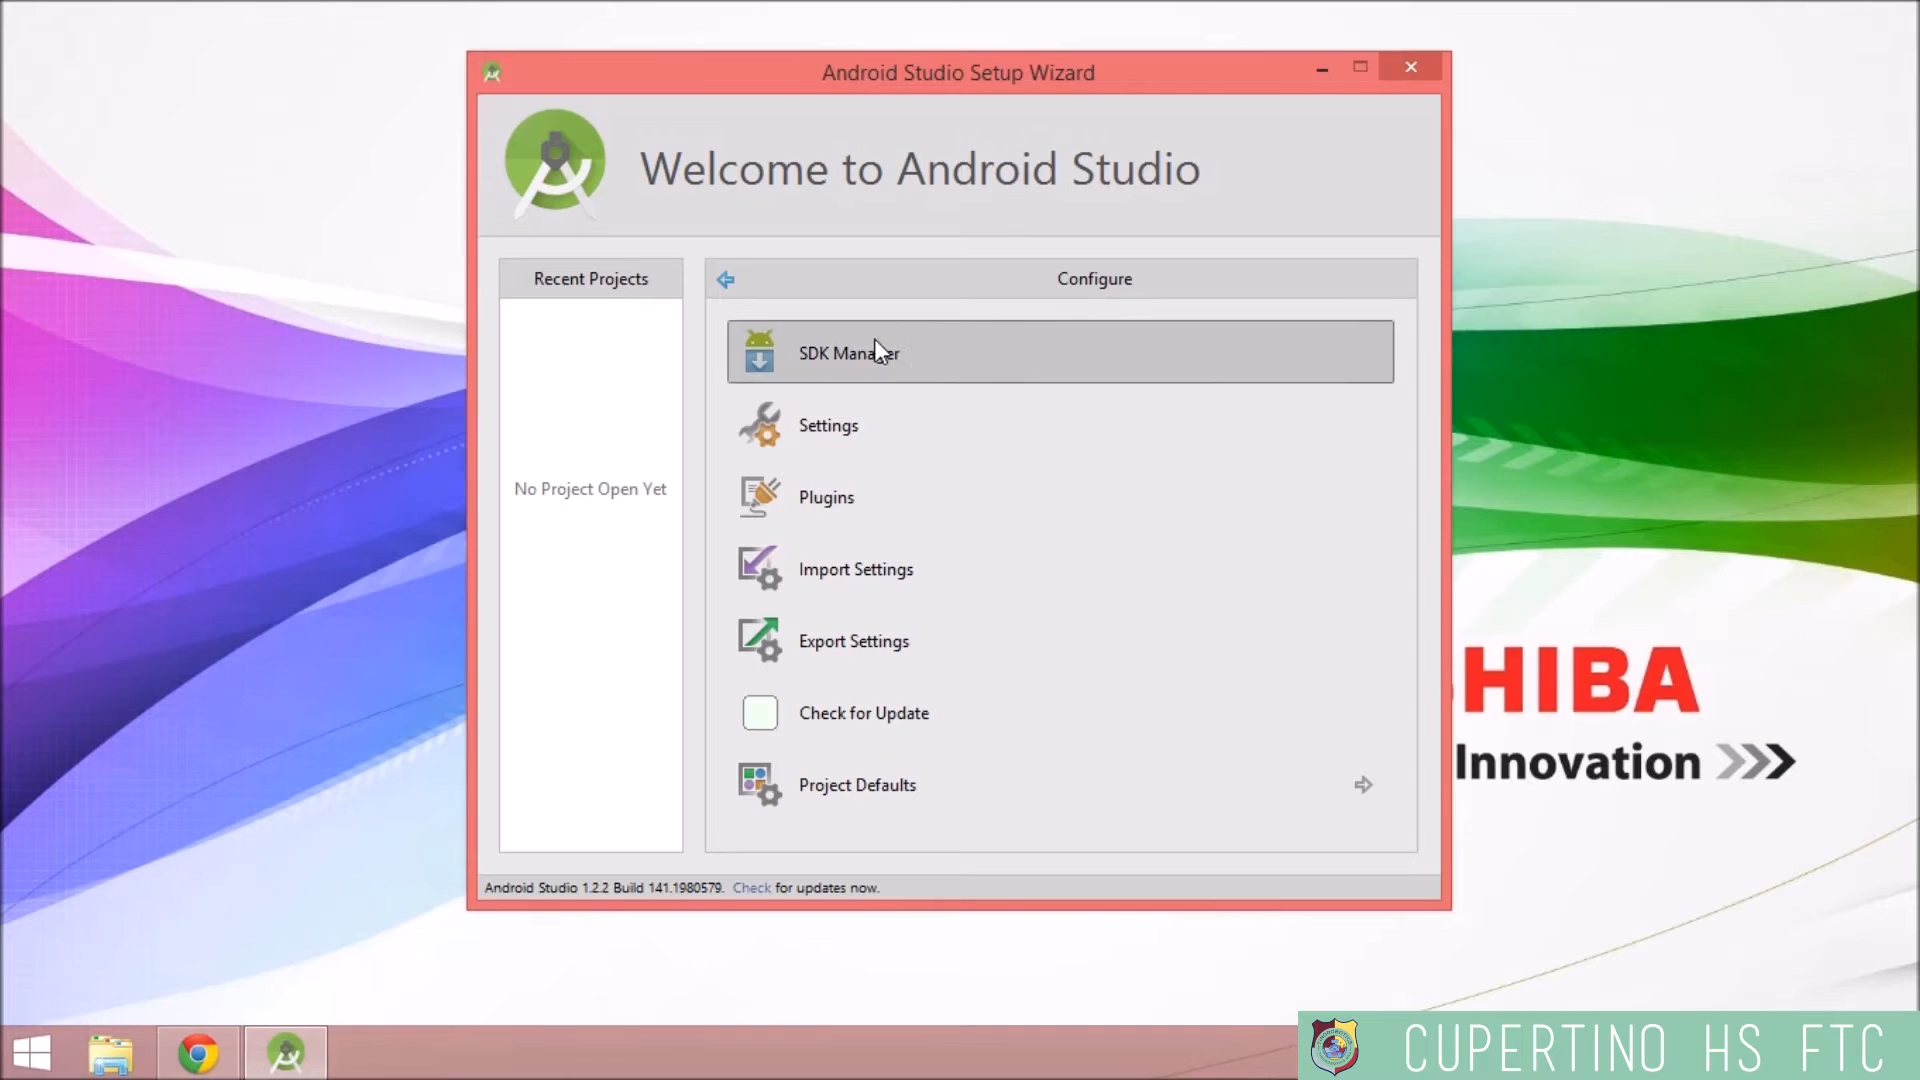 Android Studio Setup Wizard
Welcome to Android Studio
Recent Projects
Configure
SDK Manager
Settings
Plugins
No Project Open Yet
Import Settings
Export Settings
Check for Update
Project Defaults
Android Studio 1.2.2 Build 141.1980579. Check for updates now.
HIBA
Innovation
CUPERTINO HS FTC